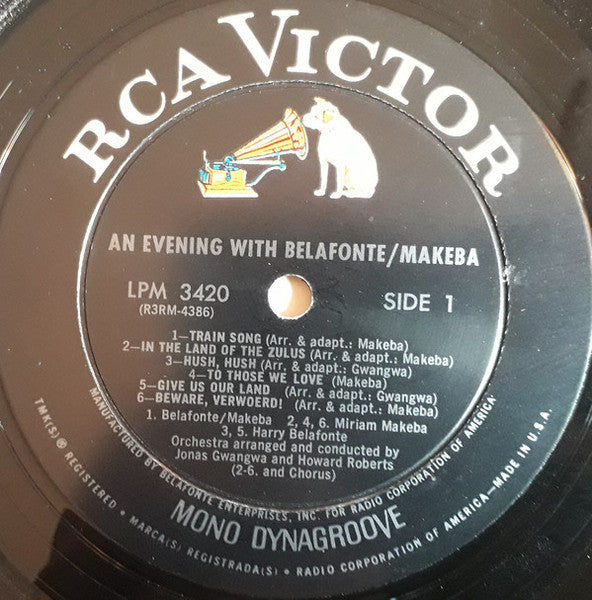 RCA VICTOR
AN EVENING WITH BELAFONTE/MAKEBA
LPM 3420
(R3RM-4386)
SIDE 1
1—TRAIN SONG (Arr. & adapt.: Makeba)
2—IN THE LAND OF THE ZULUS (Arr. & adapt.: Makeba)
3—HUSH, HUSH (Arr. & adapt.: Gwangwa)
4—TO THOSE WE LOVE (Makeba)
5—GIVE US OUR LAND (Arr. & adapt.: Gwangwa)
6—BEWARE, VERWOERD! (Arr. & adapt.: Makeba)
1. Belafonte/Makeba 2, 4, 6. Miriam Makeba
3, 5. Harry Belafonte
Orchestra arranged and conducted by
Jonas Gwangwa and Howard Roberts
(2-6. and Chorus)
MANUFACTURED BY BELAFONTE ENTERPRISES, INC. FOR RADIO CORPORATION OF AMERICA
MONO DYNAGROOVE
TMK(S) ® REGISTERED • MARCA(S) REGISTRADA(S) • RADIO CORPORATION OF AMERICA—MADE IN U.S.A.